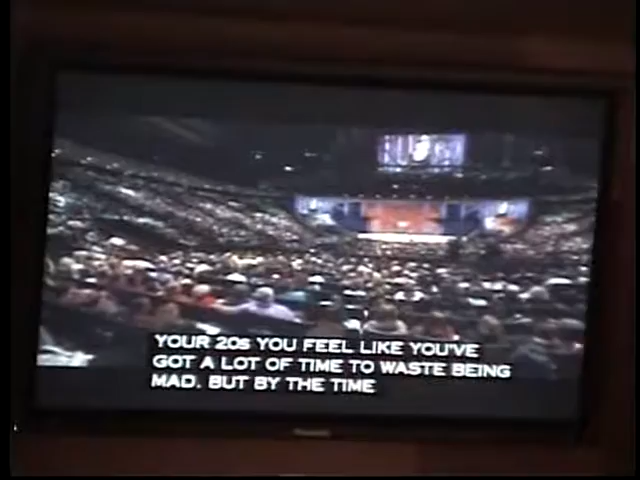 YOUR 20s YOU FEEL LIKE YOU'VE
GOT A LOT OF TIME TO WASTE BEING
MAD. BUT BY THE TIME